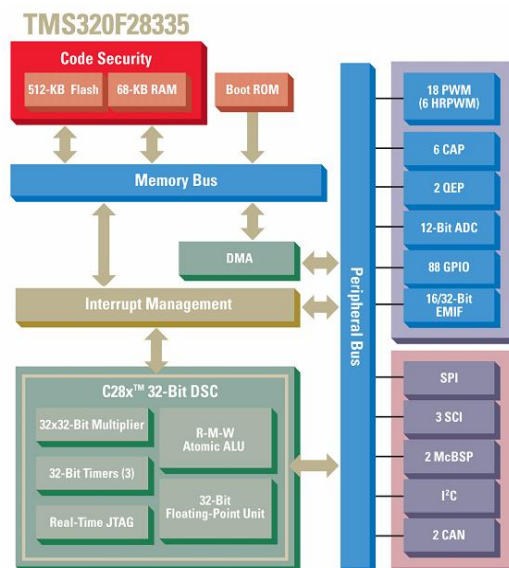 TMS320F28335
Code Security
512-KB Flash
68-KB RAM
Boot ROM
Memory Bus
DMA
Interrupt Management
C28x™ 32-Bit DSC
32x32-Bit Multiplier
32-Bit Timers (3)
Real-Time JTAG
R-M-W
Atomic ALU
32-Bit
Floating-Point Unit
Peripheral Bus
18 PWM
(6 HRPWM)
6 CAP
2 QEP
12-Bit ADC
88 GPIO
16/32-Bit
EMIF
SPI
3 SCI
2 McBSP
I²C
2 CAN